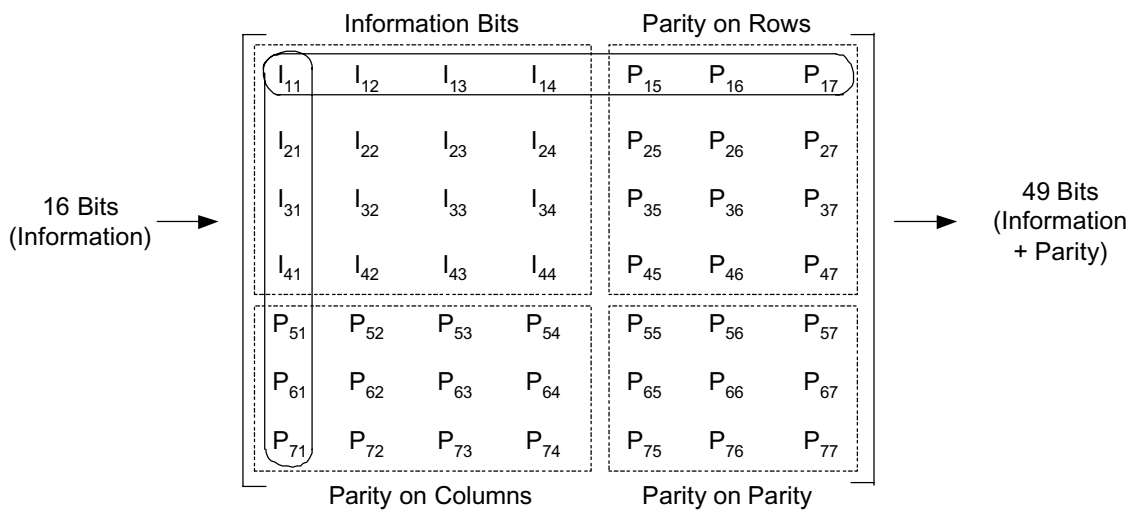 Information Bits Parity on Rows
I11 I12 I13 I14 P15 P16 P17
I21 I22 I23 I24 P25 P26 P27
I31 I32 I33 I34 P35 P36 P37
I41 I42 I43 I44 P45 P46 P47
P51 P52 P53 P54 P55 P56 P57
P61 P62 P63 P64 P65 P66 P67
P71 P72 P73 P74 P75 P76 P77
Parity on Columns Parity on Parity
16 Bits
(Information)
49 Bits
(Information
+ Parity)